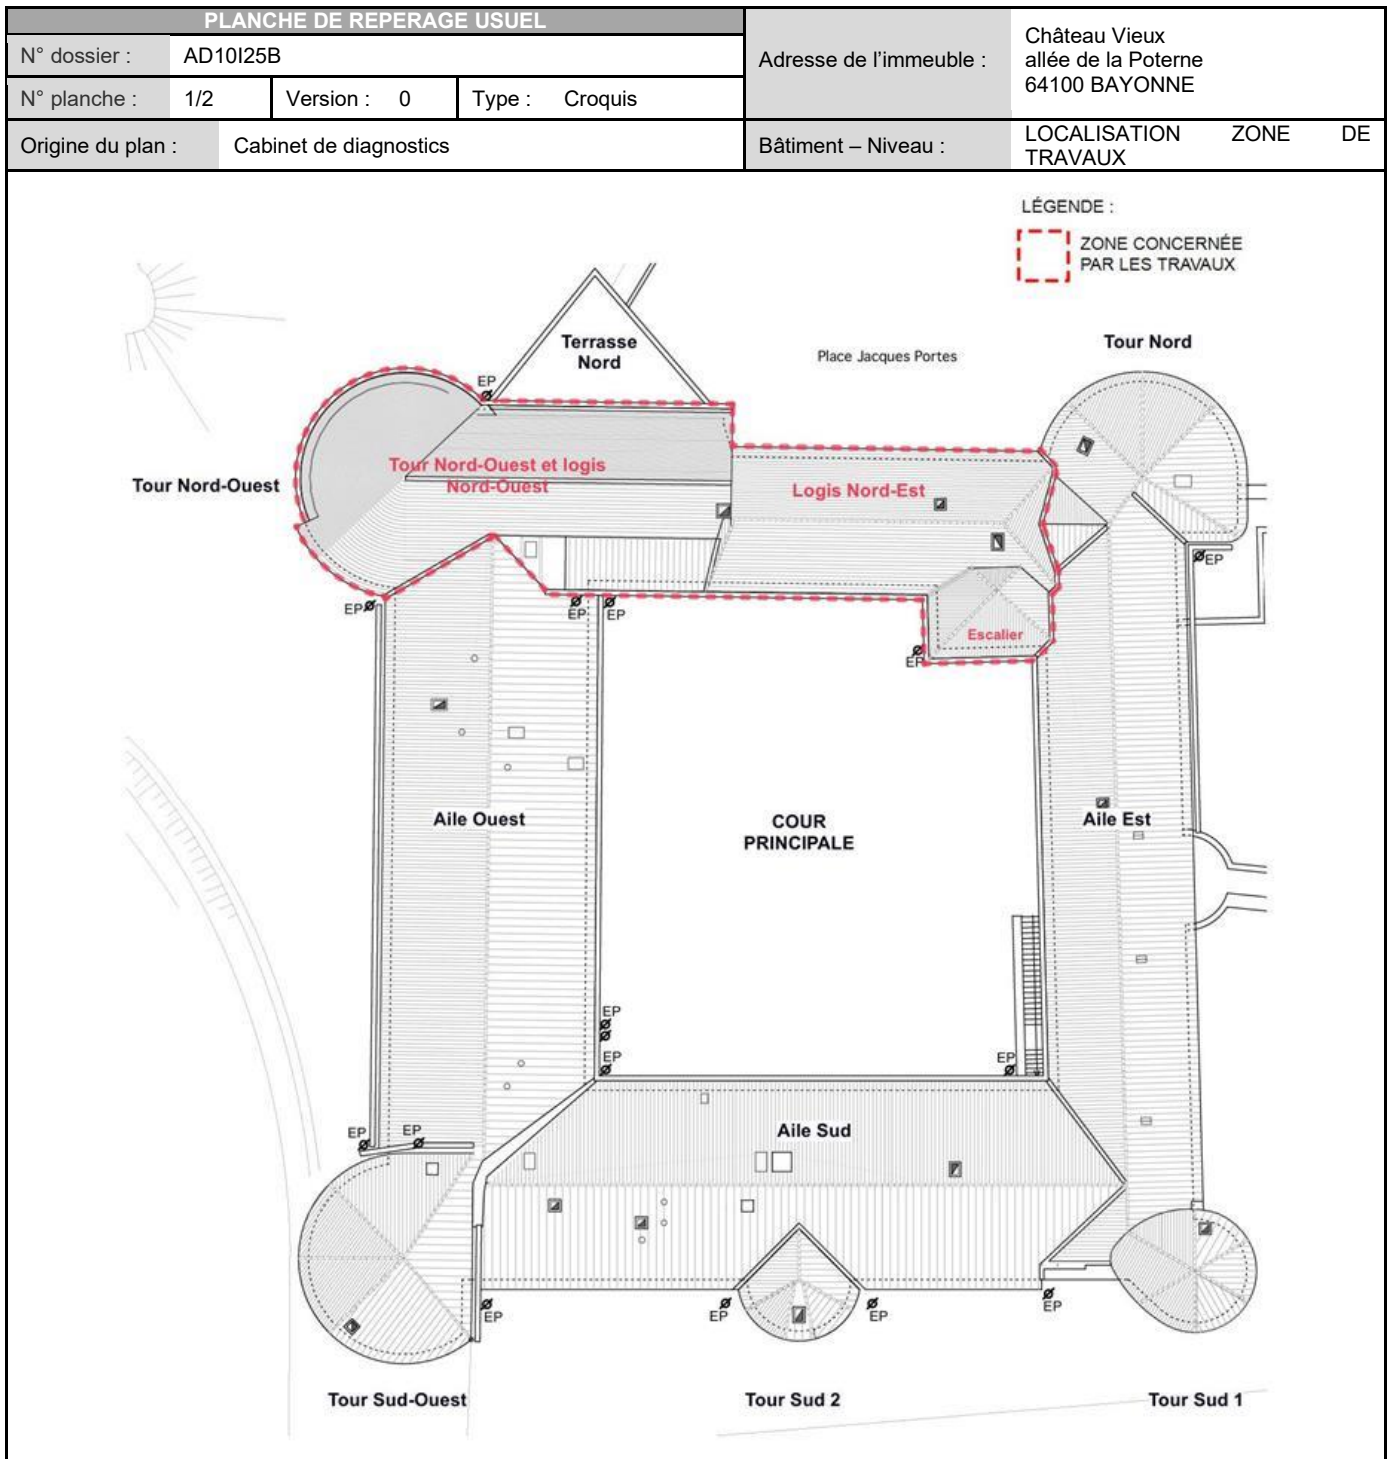 PLANCHE DE REPERAGE USUEL
N° dossier : AD10I25B
Adresse de l'immeuble : Château Vieux
allée de la Poterne
64100 BAYONNE
N° planche : 1/2 Version : 0 Type : Croquis
Origine du plan : Cabinet de diagnostics
Bâtiment – Niveau : LOCALISATION ZONE DE
TRAVAUX
LÉGENDE :
ZONE CONCERNÉE
PAR LES TRAVAUX
Terrasse
Nord
Place Jacques Portes
Tour Nord
EP
Tour Nord-Ouest et logis
Nord-Ouest
Tour Nord-Ouest
Logis Nord-Est
EP
EP
EP
EP
Escalier
EP
Aile Ouest
COUR
PRINCIPALE
Aile Est
EP
EP
EP
EP
EP
Aile Sud
EP
EP
EP
EP
Tour Sud-Ouest
Tour Sud 2
Tour Sud 1